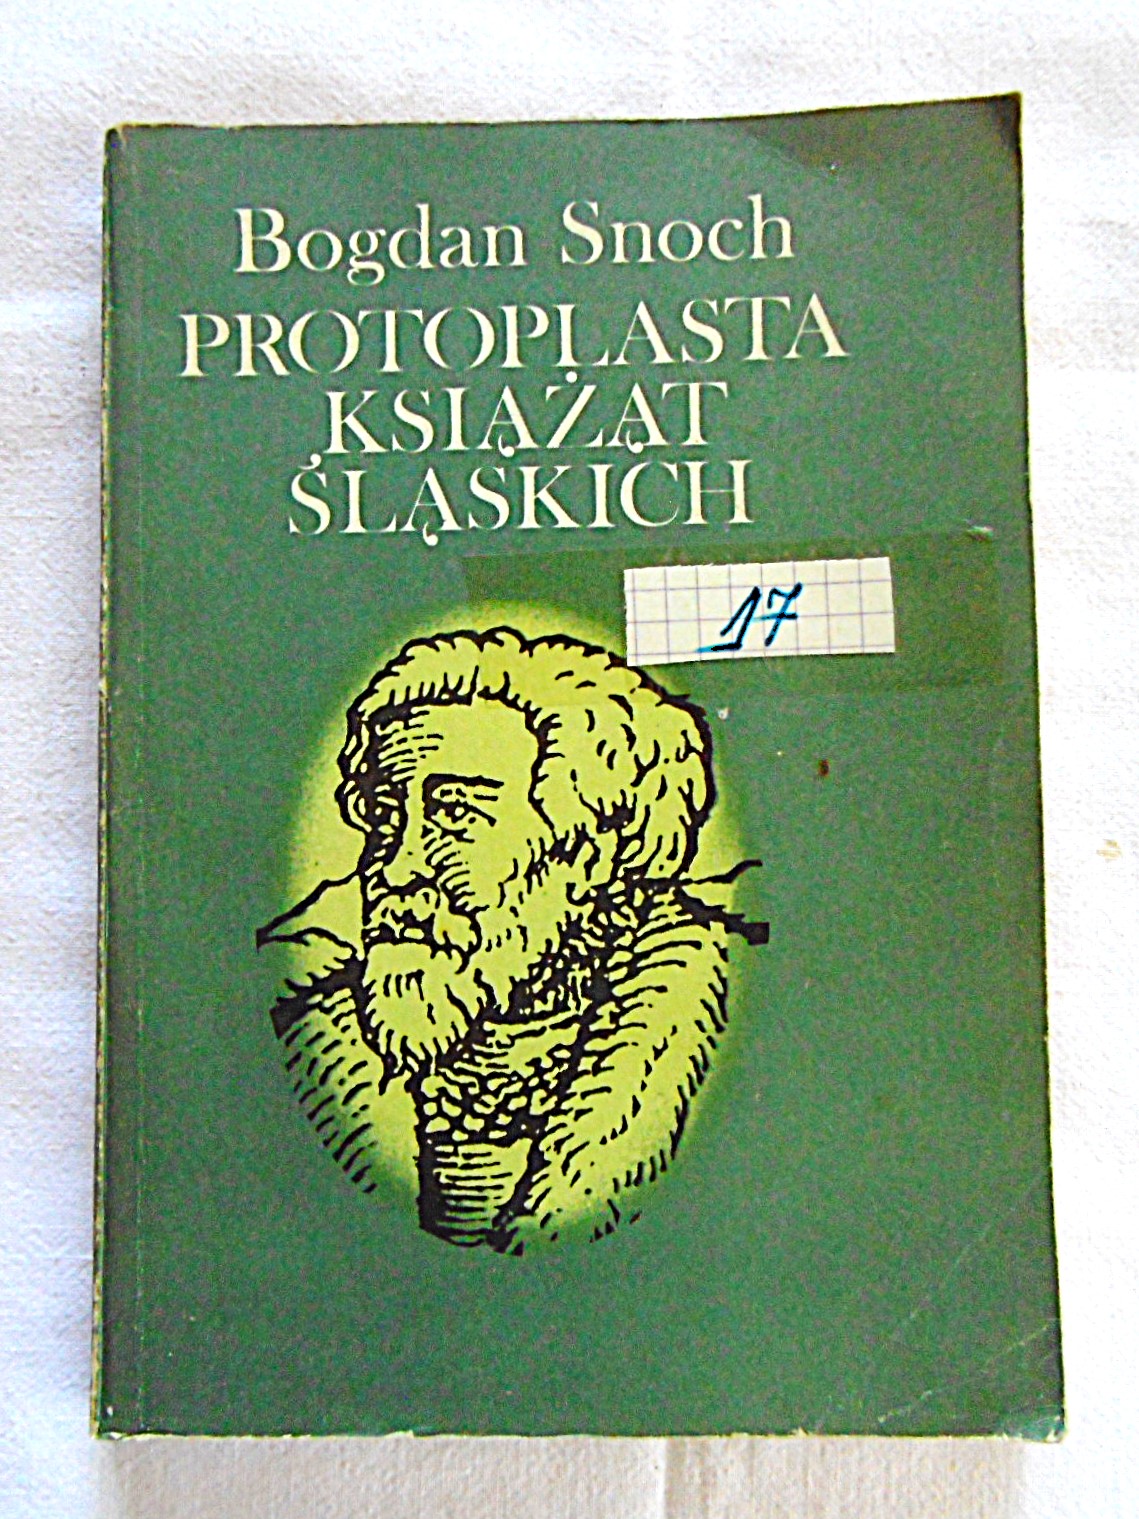 Bogdan Snoch
PROTOPLASTA
KSIĄŻĄT
ŚLĄSKICH
17